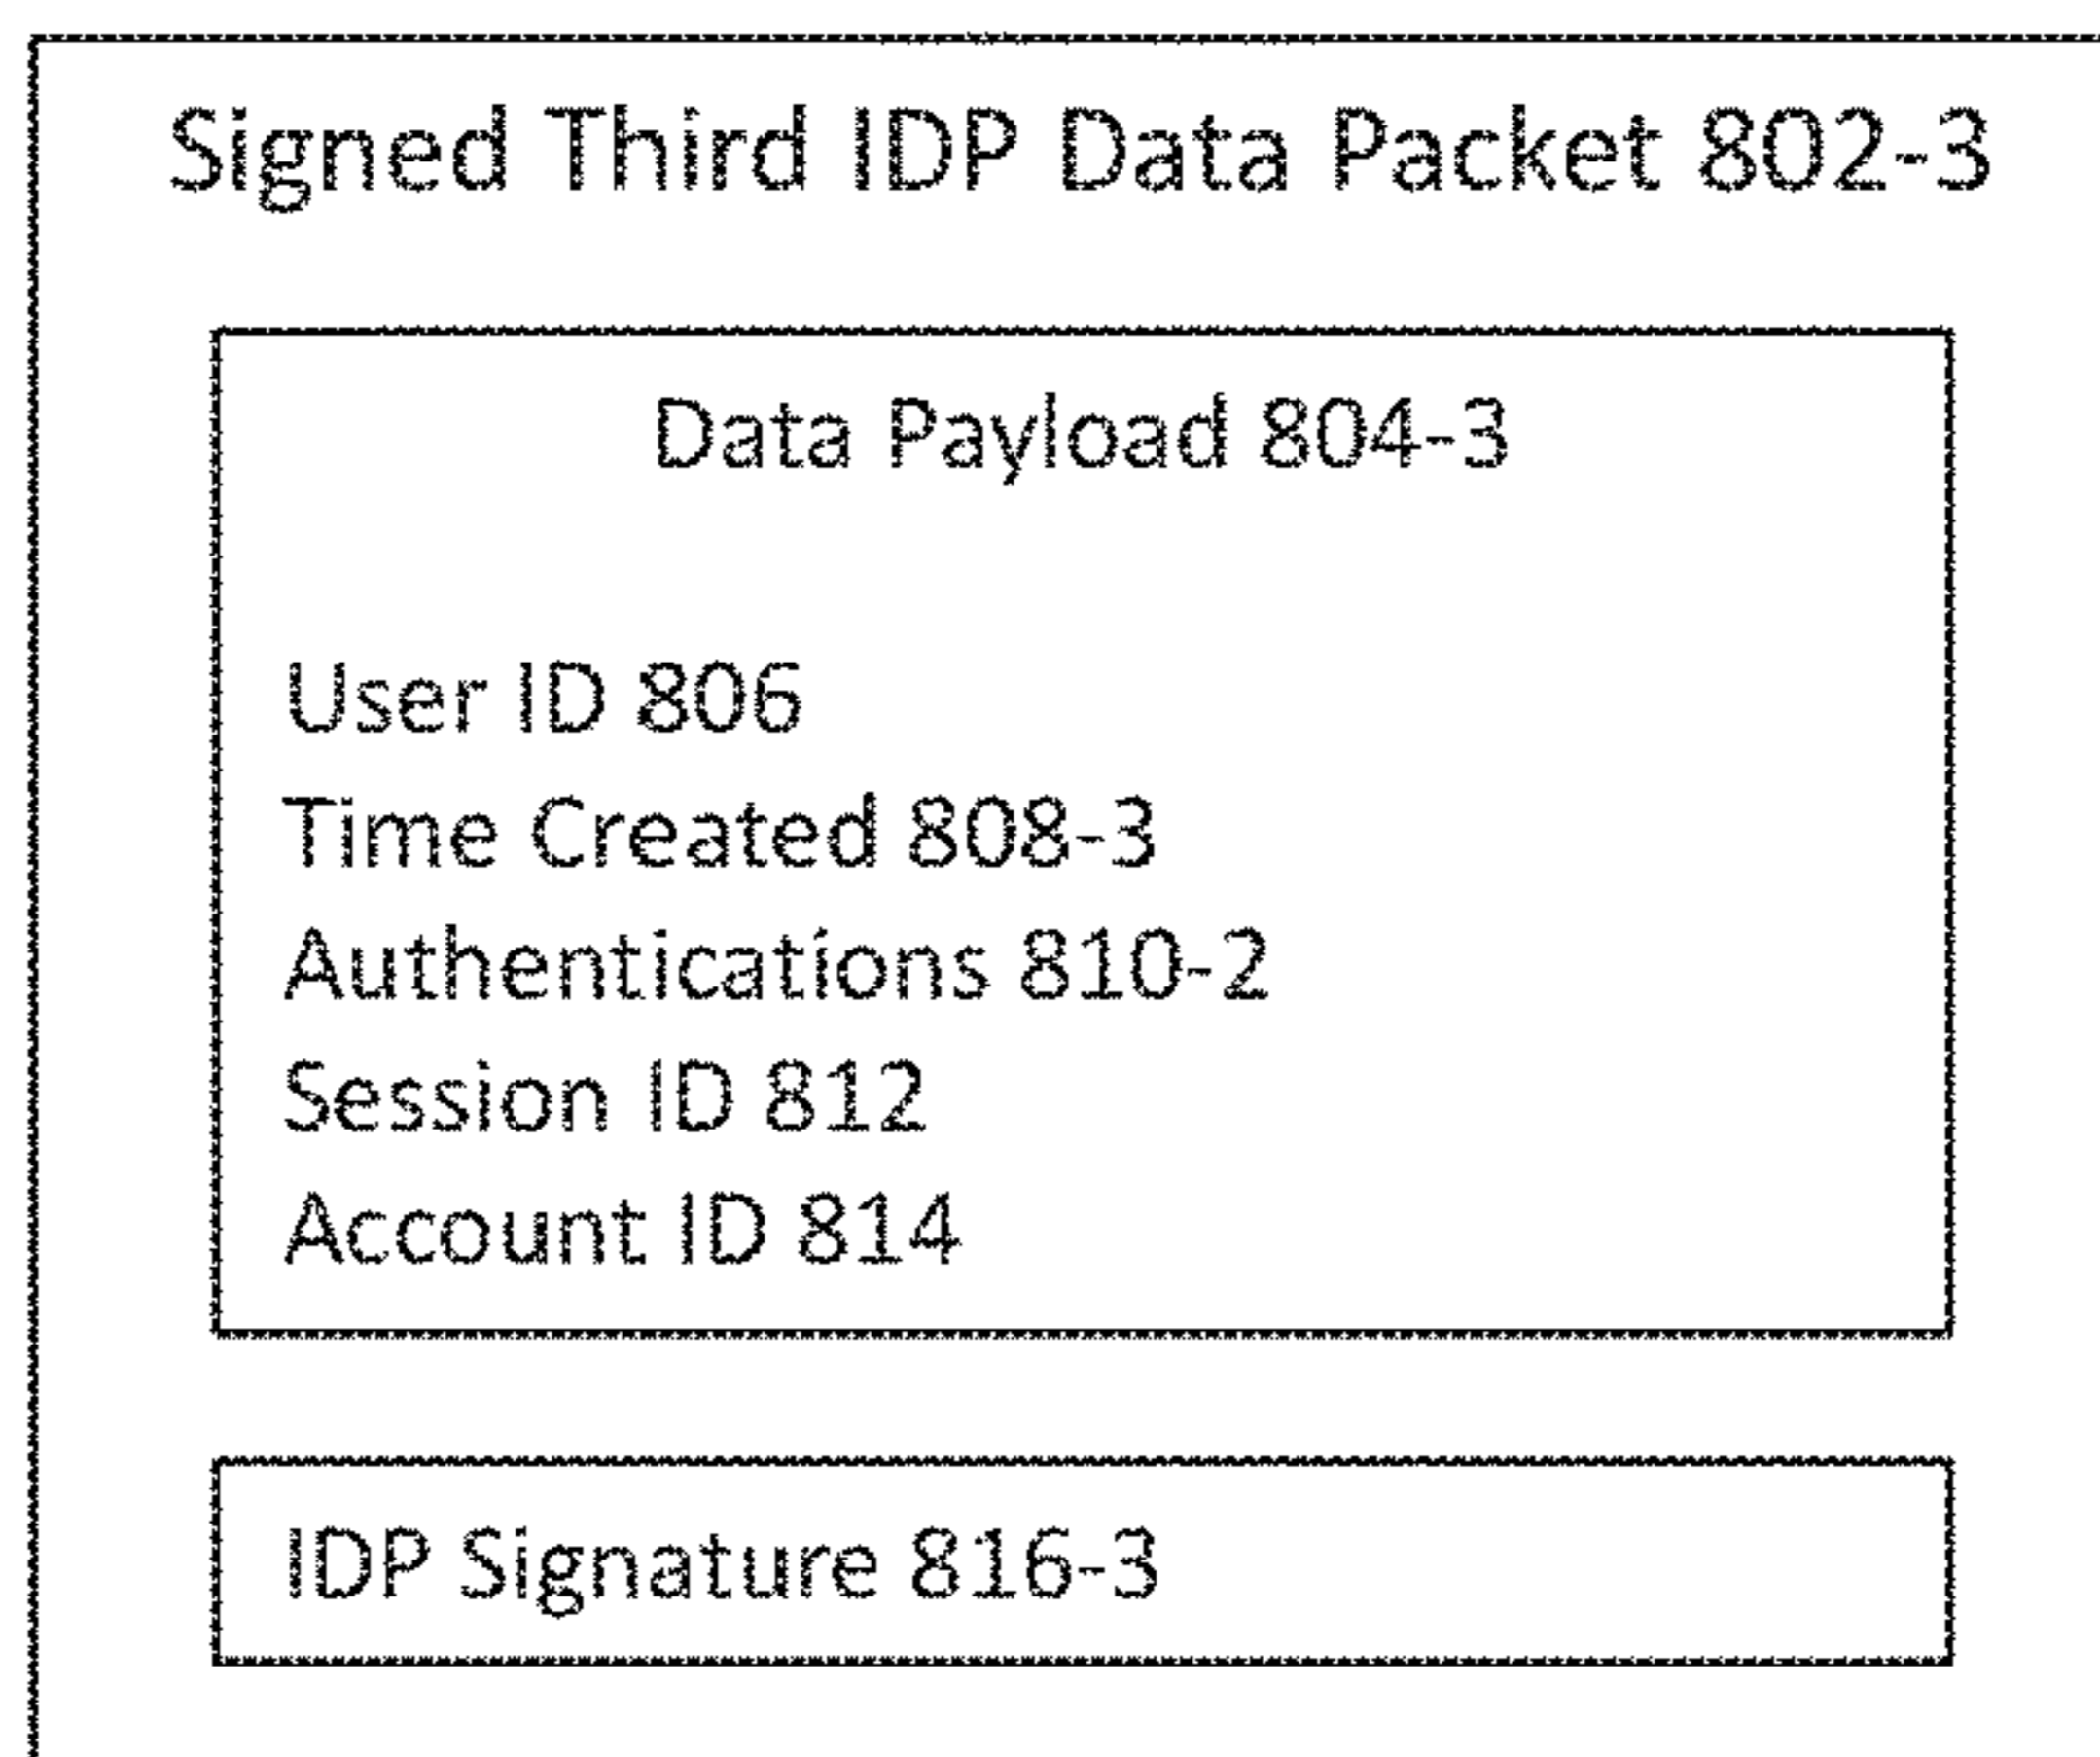 Signed Third IDP Data Packet 802-3
Data Payload 804-3
User ID 806
Time Created 808-3
Authentications 810-2
Session ID 812
Account ID 814
IDP Signature 816-3